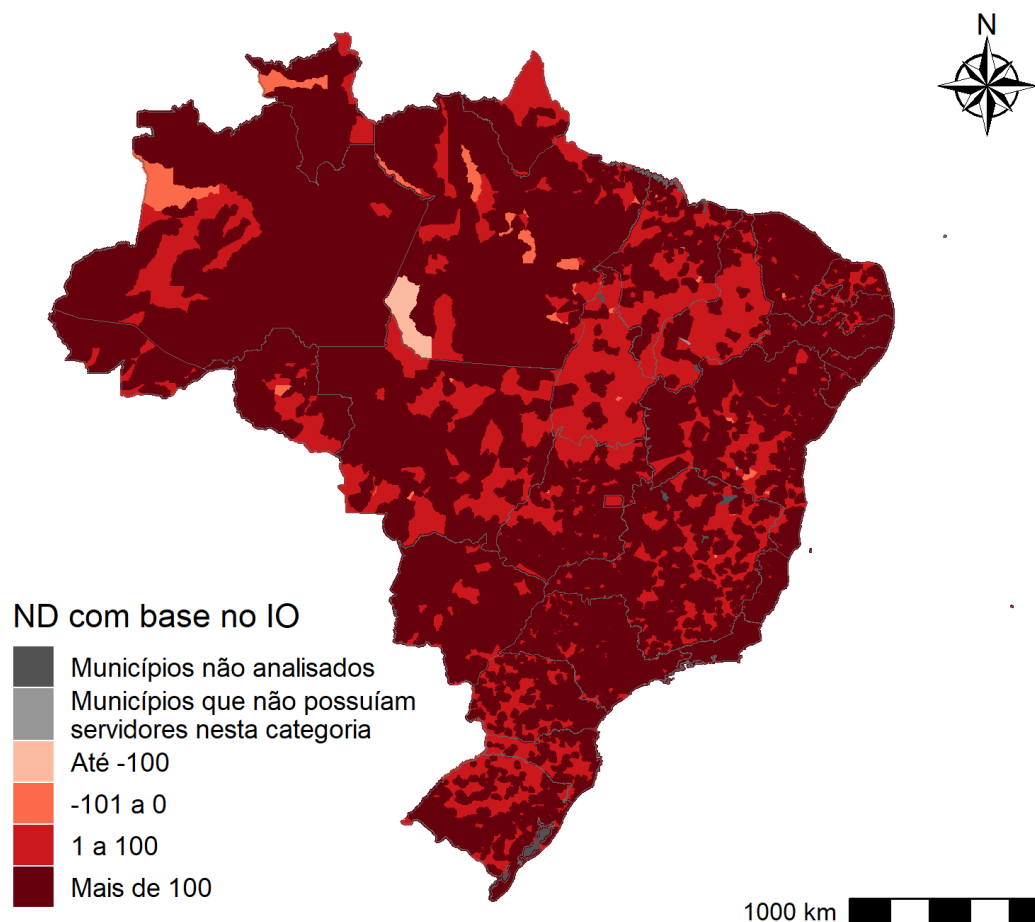 N
ND com base no IO
Municípios não analisados
Municípios que não possuíam
servidores nesta categoria
Até -100
-101 a 0
1 a 100
Mais de 100
1000 km